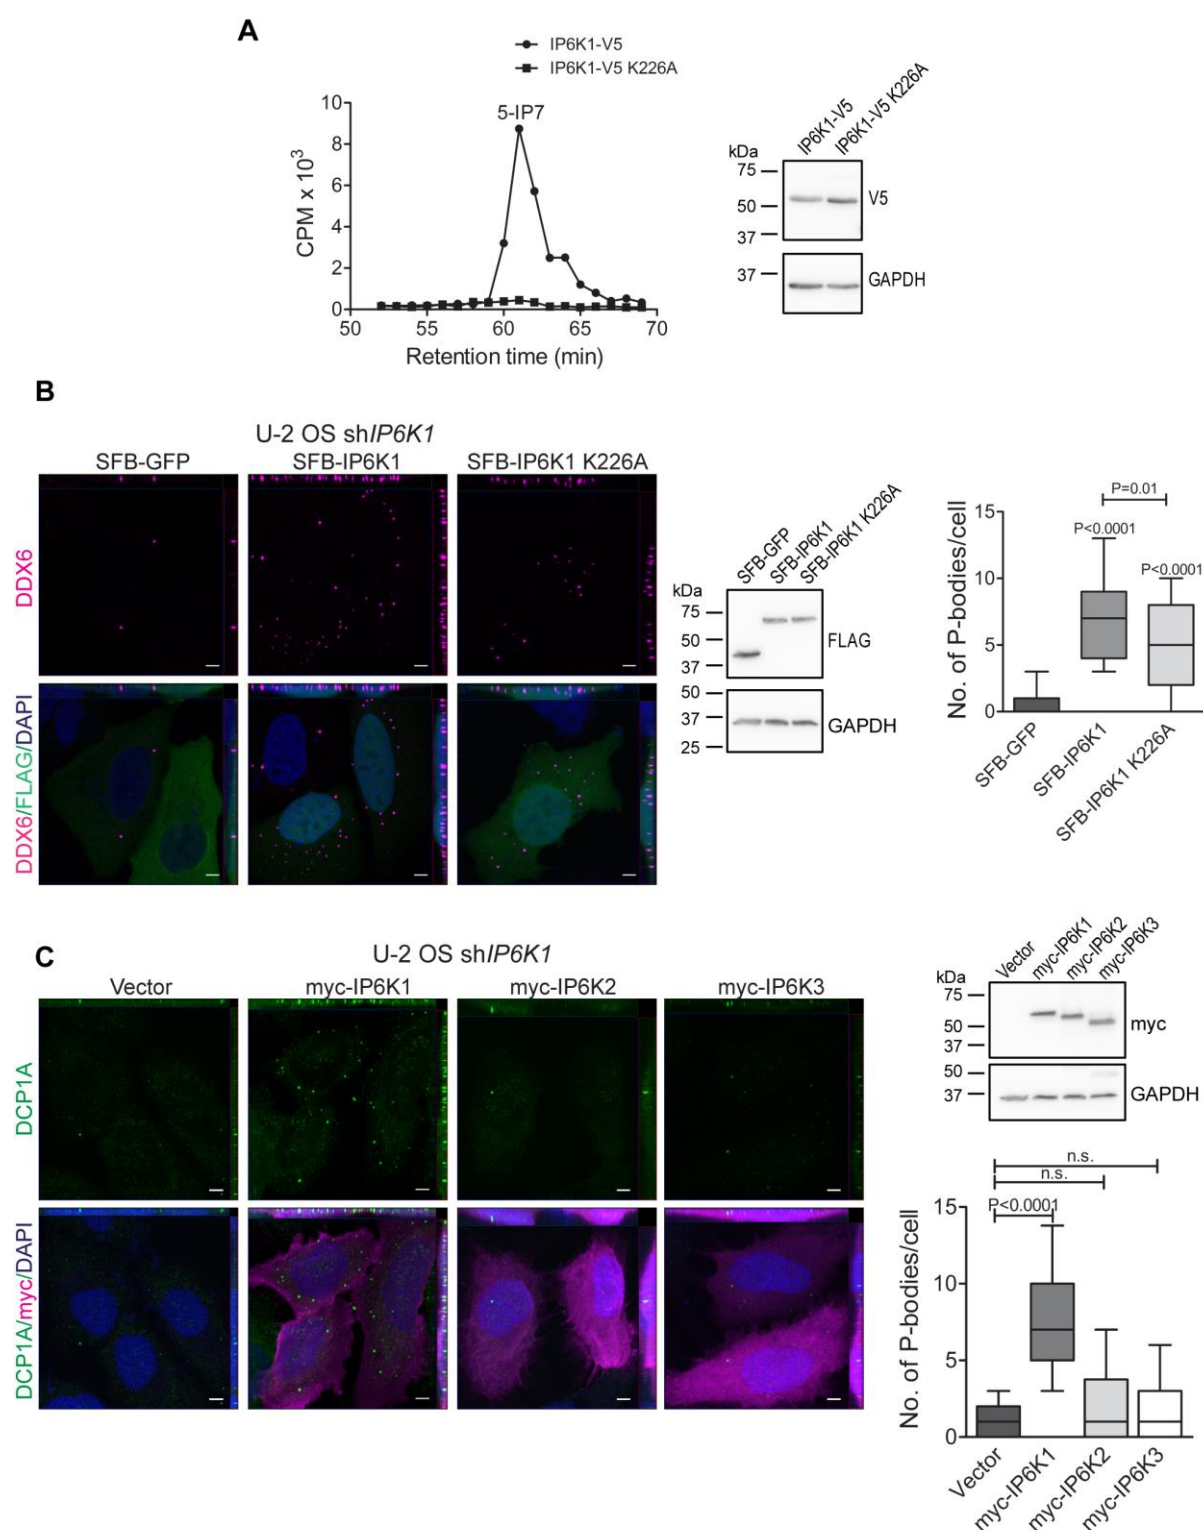 A
IP6K1-V5
IP6K1-V5 K226A
10
8
6
4
2
0
CPM x 10³
5-IP7
50
55
60
65
70
Retention time (min)
IP6K1-V5
IP6K1-V5 K226A
kDa
75
50
37
V5
37
GAPDH
B
U-2 OS shIP6K1
SFB-GFP
SFB-IP6K1
SFB-IP6K1 K226A
DDX6
DDX6/FLAG/DAPI
SFB-GFP
SFB-IP6K1
SFB-IP6K1 K226A
kDa
75
50
37
FLAG
50
37
25
GAPDH
No. of P-bodies/cell
15
10
5
0
P=0.01
P<0.0001
P<0.0001
SFB-GFP
SFB-IP6K1
SFB-IP6K1 K226A
C
U-2 OS shIP6K1
Vector
myc-IP6K1
myc-IP6K2
myc-IP6K3
DCP1A
DCP1A/myc/DAPI
Vector
myc-IP6K1
myc-IP6K2
myc-IP6K3
kDa
75
50
37
myc
50
37
GAPDH
n.s.
n.s.
P<0.0001
No. of P-bodies/cell
15
10
5
0
Vector
myc-IP6K1
myc-IP6K2
myc-IP6K3